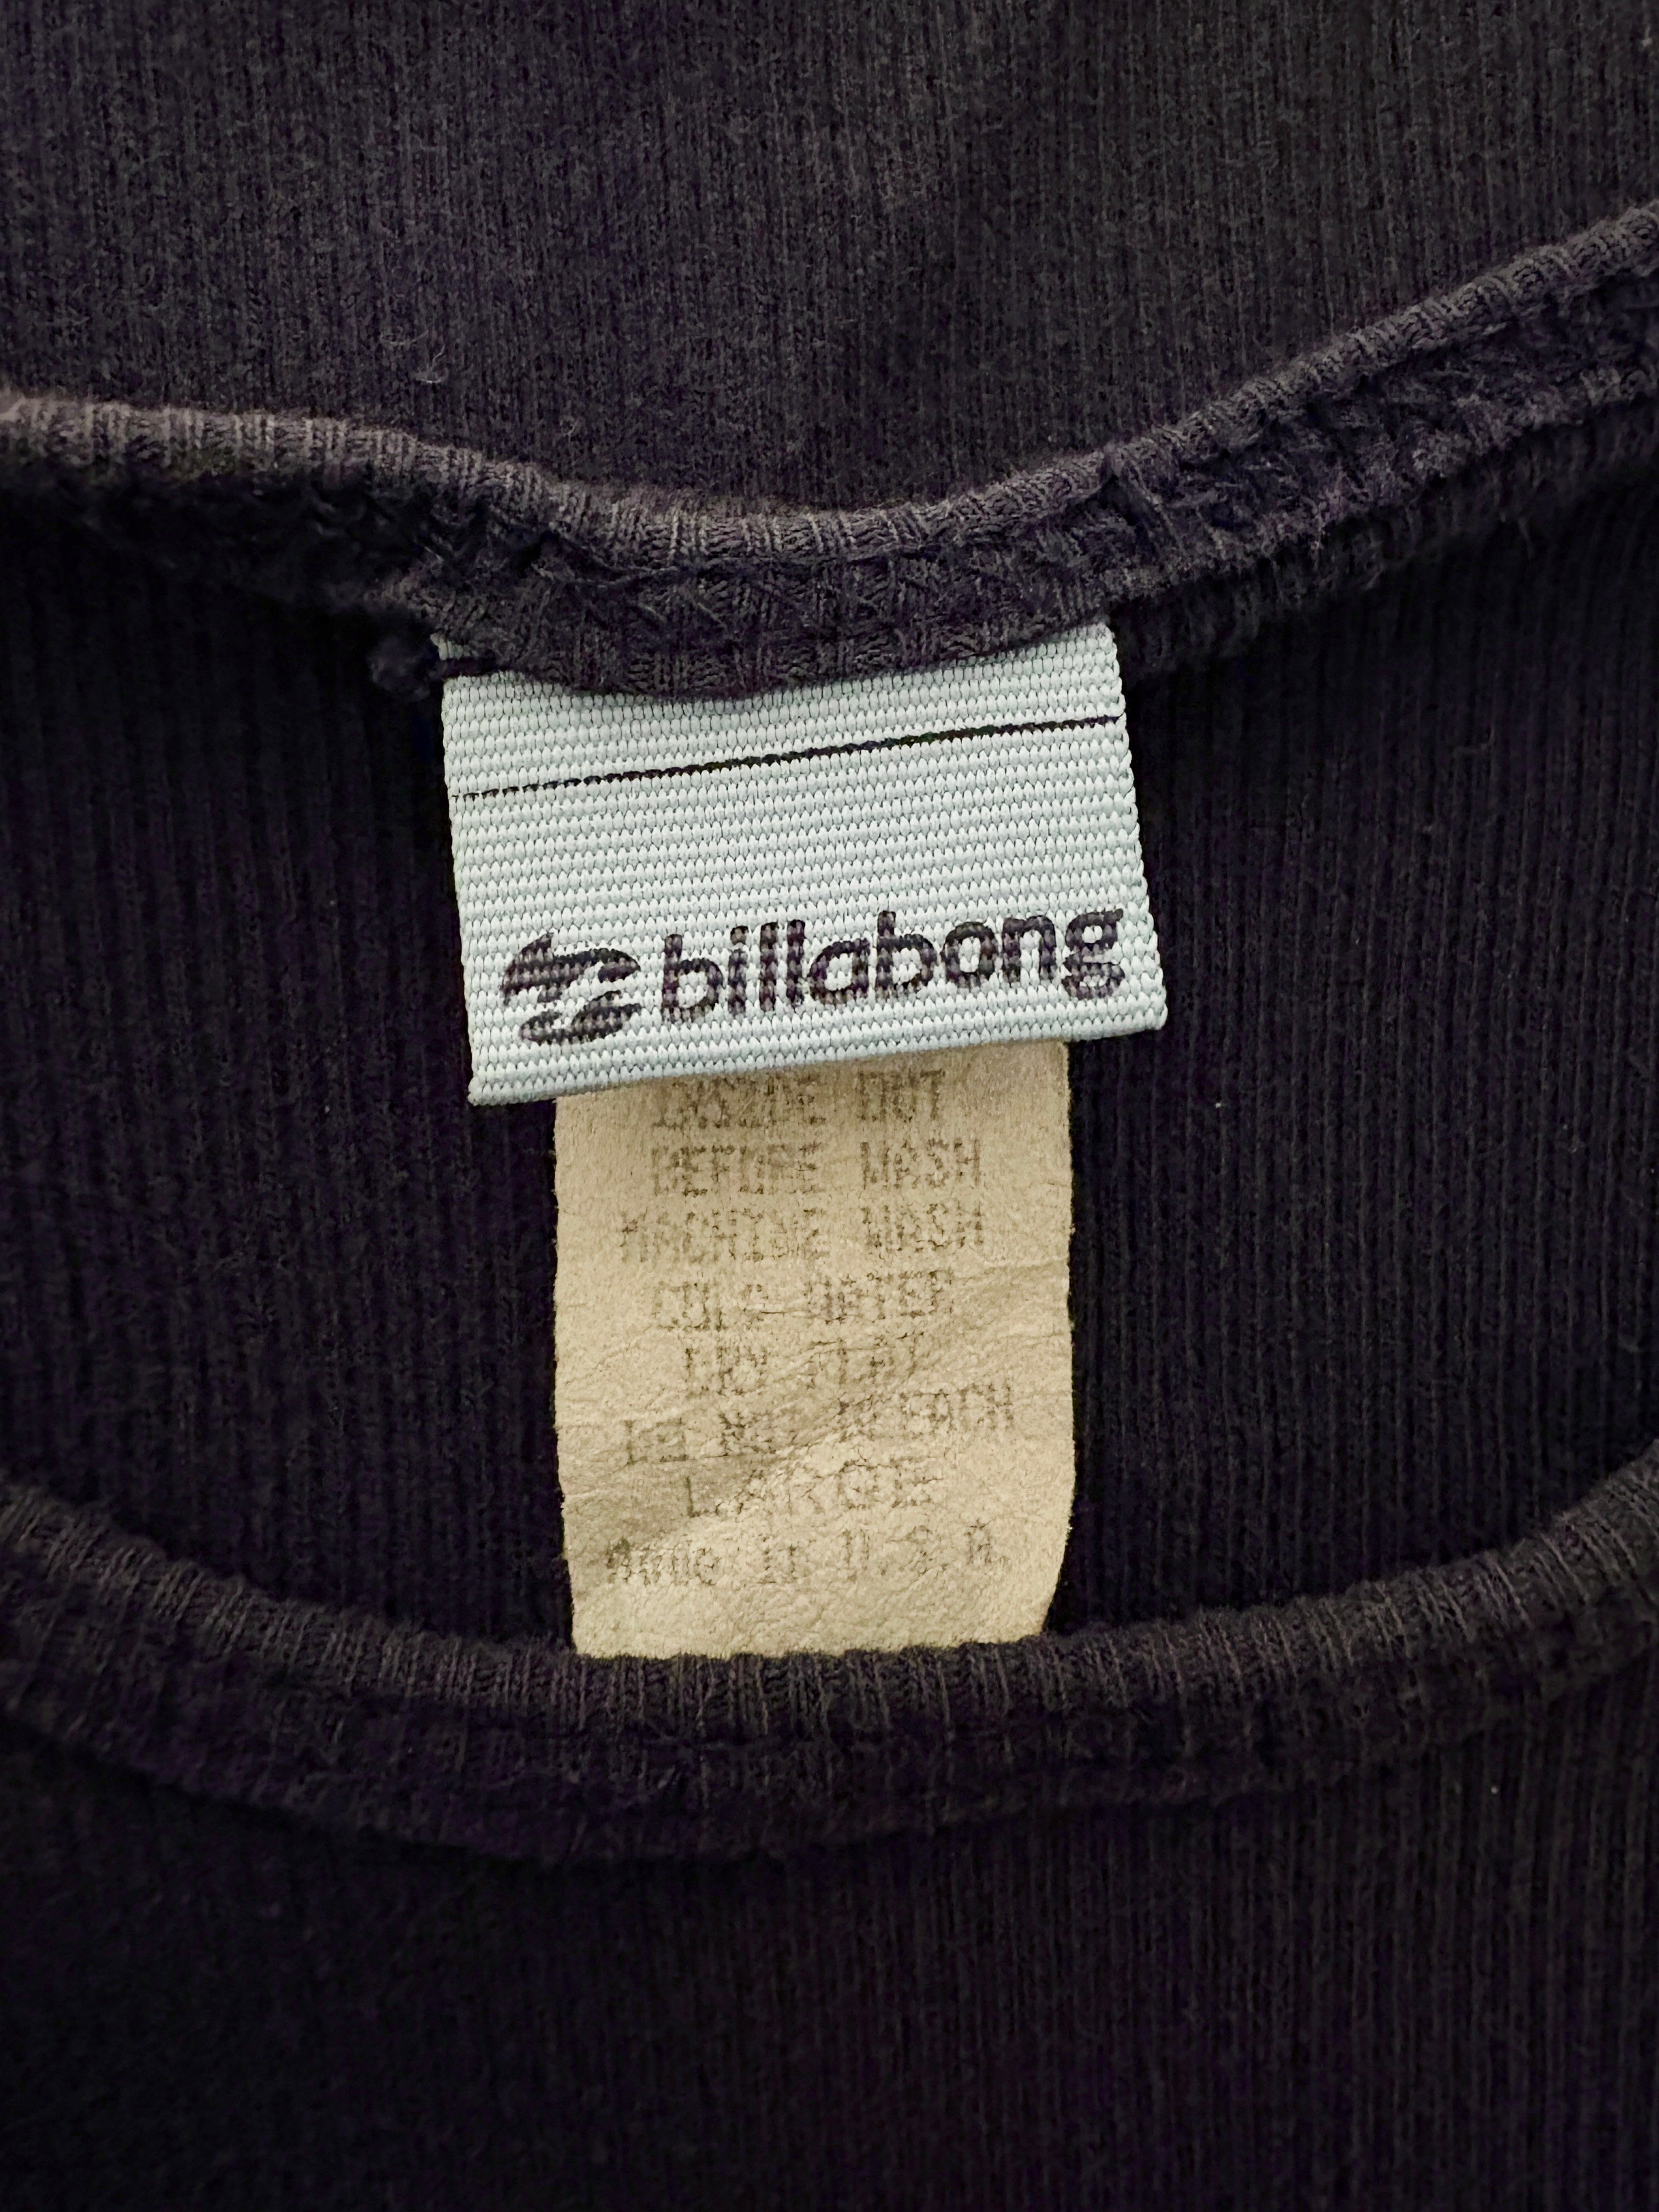 billabong
INSIDE OUT
BEFORE WASH
MACHINE WASH
COLD WATER
DRY FLAT
DO NOT BLEACH
LARGE
Made in U.S.A.